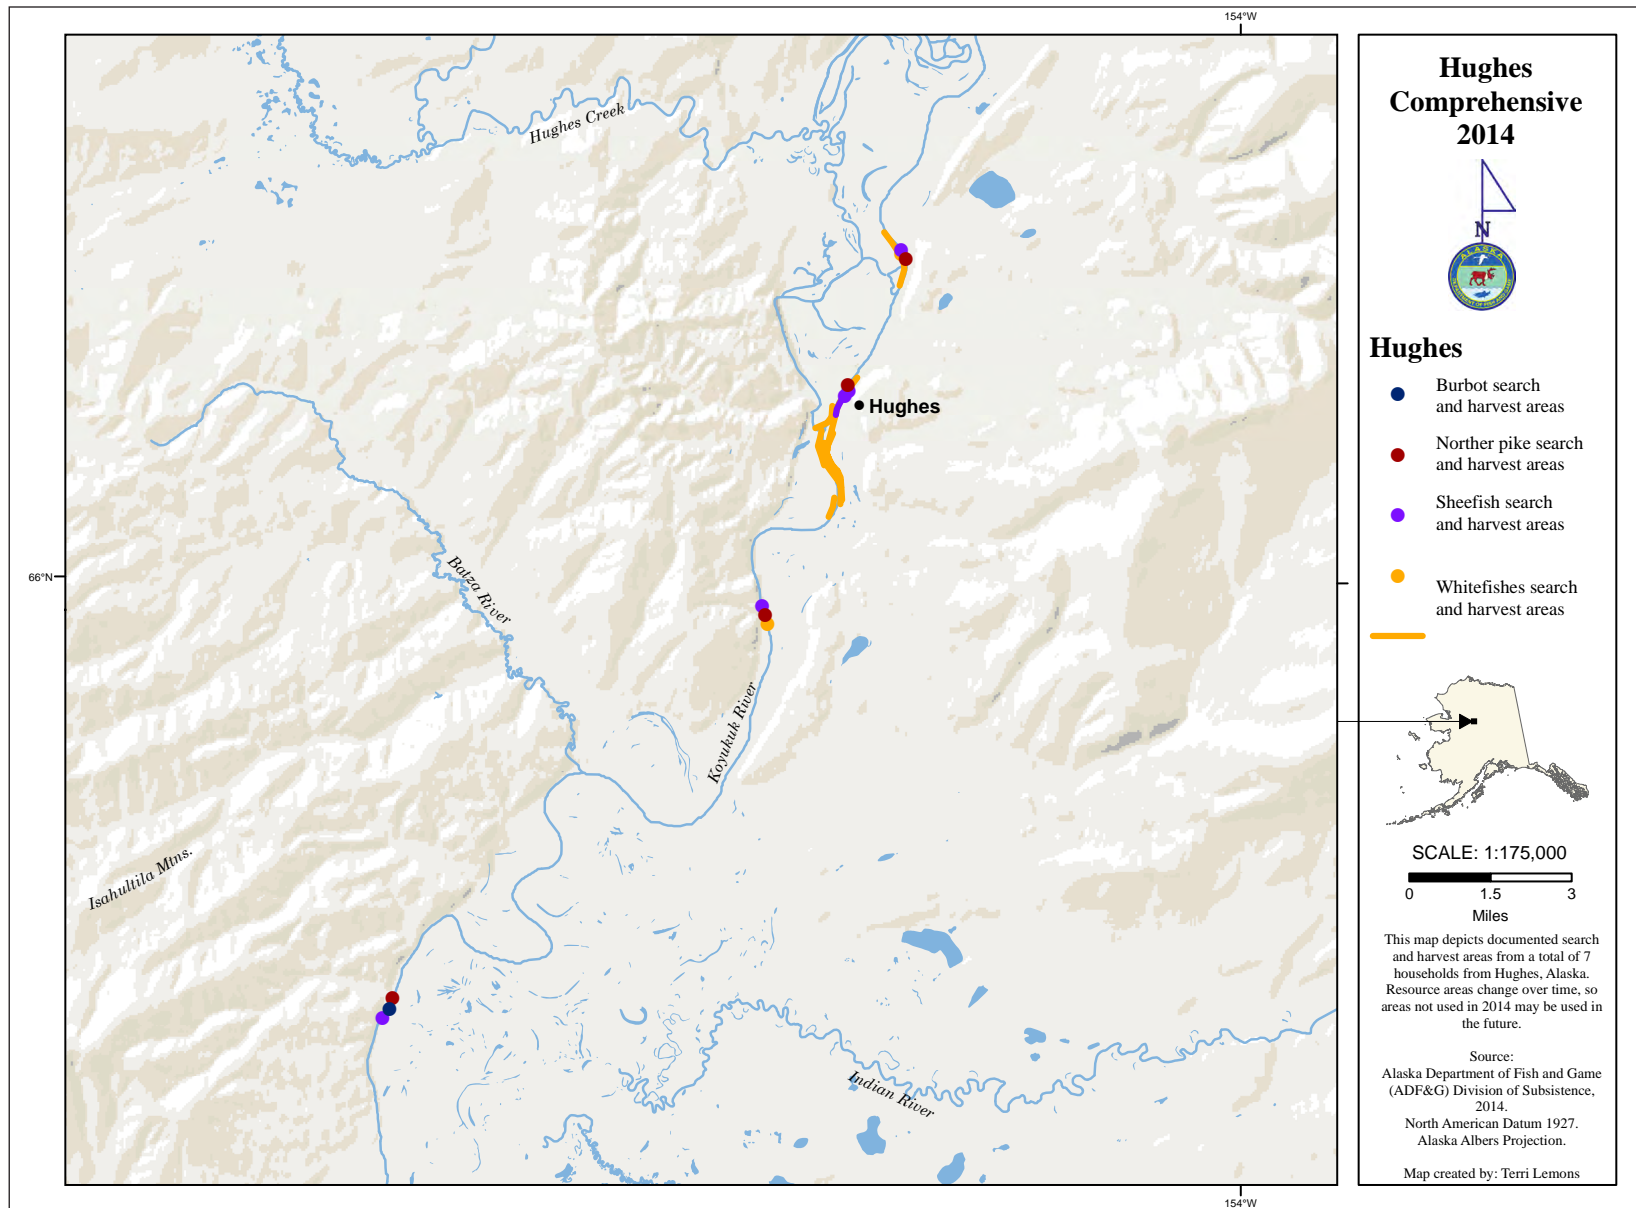 154°W
Hughes
Comprehensive
2014
N
ALASKA
Hughes Creek
Hughes
Burbot search
and harvest areas
Norther pike search
and harvest areas
Sheefish search
and harvest areas
Whitefishes search
and harvest areas
Hughes
66°N
Batza River
Koyukuk River
Isahultila Mtns.
Indian River
SCALE: 1:175,000
0 1.5 3
Miles
This map depicts documented search
and harvest areas from a total of 7
households from Hughes, Alaska.
Resource areas change over time, so
areas not used in 2014 may be used in
the future.
Source:
Alaska Department of Fish and Game
(ADF&G) Division of Subsistence,
2014.
North American Datum 1927.
Alaska Albers Projection.
Map created by: Terri Lemons
154°W